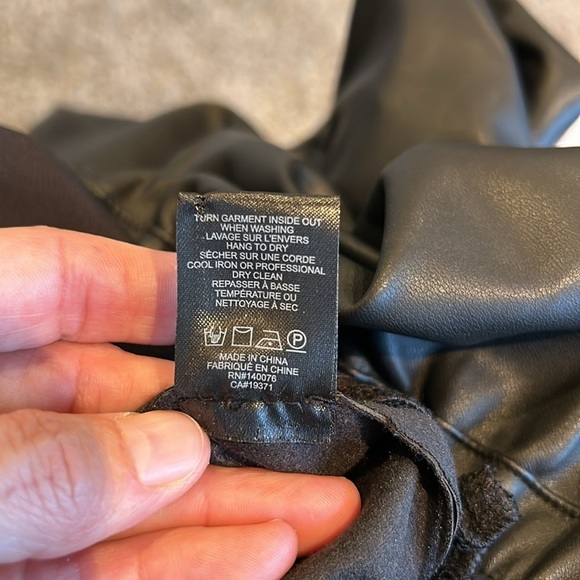 TURN GARMENT INSIDE OUT
WHEN WASHING
LAVAGE SUR L'ENVERS
HANG TO DRY
SÉCHER SUR UNE CORDE
COOL IRON OR PROFESSIONAL
DRY CLEAN
REPASSER À BASSE
TEMPÉRATURE OU
NETTOYAGE À SEC
P
MADE IN CHINA
FABRIQUÉ EN CHINE
RN#140076
CA#19371